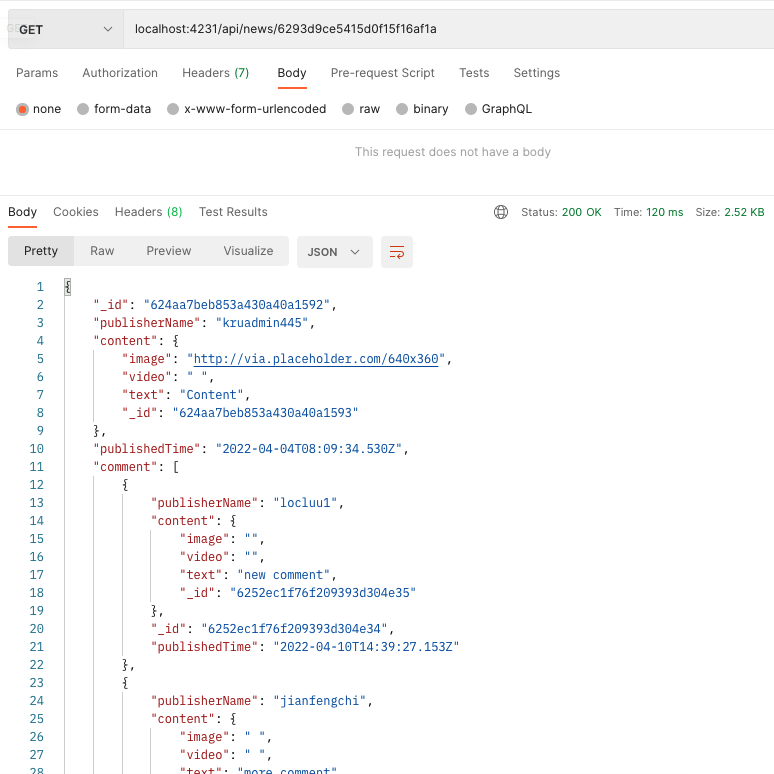 GET localhost:4231/api/news/6293d9ce5415d0f15f16af1a
Params Authorization Headers (7) Body Pre-request Script Tests Settings
none form-data x-www-form-urlencoded raw binary GraphQL
This request does not have a body
Body Cookies Headers (8) Test Results Status: 200 OK Time: 120 ms Size: 2.52 KB
Pretty Raw Preview Visualize JSON
1 {
2 "_id": "624aa7beb853a430a40a1592",
3 "publisherName": "kruadmin445",
4 "content": {
5 "image": "http://via.placeholder.com/640x360",
6 "video": " ",
7 "text": "Content",
8 "_id": "624aa7beb853a430a40a1593"
9 },
10 "publishedTime": "2022-04-04T08:09:34.530Z",
11 "comment": [
12 {
13 "publisherName": "locluu1",
14 "content": {
15 "image": "",
16 "video": "",
17 "text": "new comment",
18 "_id": "6252ec1f76f209393d304e35"
19 },
20 "_id": "6252ec1f76f209393d304e34",
21 "publishedTime": "2022-04-10T14:39:27.153Z"
22 },
23 {
24 "publisherName": "jianfengchi",
25 "content": {
26 "image": " ",
27 "video": " ",
28 "text": "more comment"